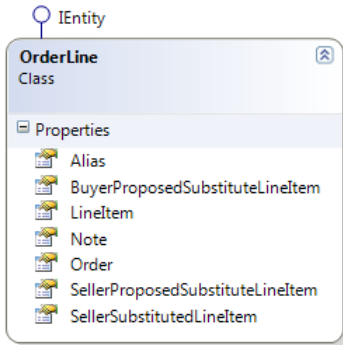 IEntity
OrderLine
Class
Properties
Alias
BuyerProposedSubstituteLineItem
LineItem
Note
Order
SellerProposedSubstituteLineItem
SellerSubstitutedLineItem